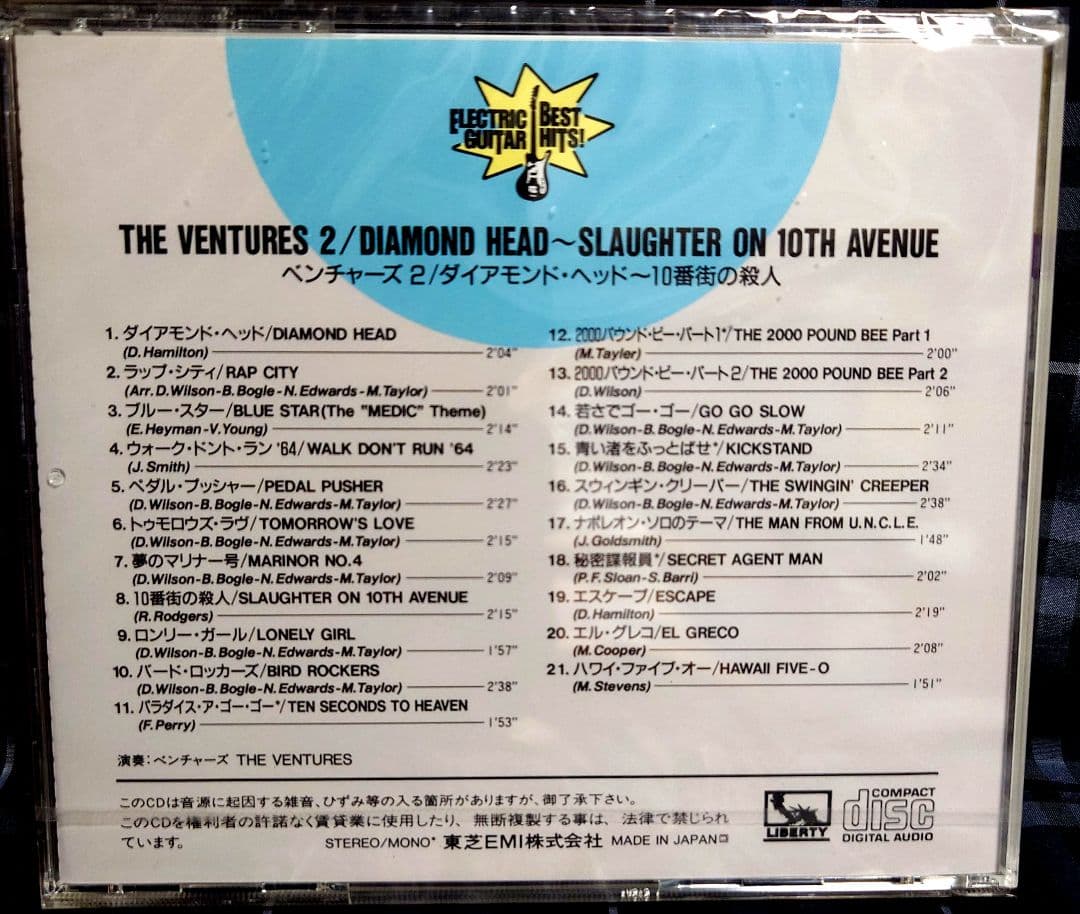 ELECTRIC GUITAR BEST HITS!
THE VENTURES 2/DIAMOND HEAD〜SLAUGHTER ON 10TH AVENUE
ベンチャーズ 2/ダイアモンド・ヘッド〜10番街の殺人
1. ダイアモンド・ヘッド/DIAMOND HEAD
(D. Hamilton) 2'04"
2. ラップ・シティ/RAP CITY
(Arr. D. Wilson-B. Bogle-N. Edwards-M. Taylor) 2'01"
3. ブルー・スター/BLUE STAR (The "MEDIC" Theme)
(E. Heyman-V. Young) 2'14"
4. ウォーク・ドント・ラン '64/WALK DON'T RUN '64
(J. Smith) 2'23"
5. ペダル・プッシャー/PEDAL PUSHER
(D. Wilson-B. Bogle-N. Edwards-M. Taylor) 2'27"
6. トゥモロウズ・ラヴ/TOMORROW'S LOVE
(D. Wilson-B. Bogle-N. Edwards-M. Taylor) 2'15"
7. 夢のマリナー号/MARINOR NO.4
(D. Wilson-B. Bogle-N. Edwards-M. Taylor) 2'09"
8. 10番街の殺人/SLAUGHTER ON 10TH AVENUE
(R. Rodgers) 2'15"
9. ロンリー・ガール/LONELY GIRL
(D. Wilson-B. Bogle-N. Edwards-M. Taylor) 1'57"
10. バード・ロッカーズ/BIRD ROCKERS
(D. Wilson-B. Bogle-N. Edwards-M. Taylor) 2'38"
11. パラダイス・ア・ゴー・ゴー*/TEN SECONDS TO HEAVEN
(F. Perry) 1'53"
12. 2000パウンド・ビー・パート1*/THE 2000 POUND BEE Part 1
(M. Tayler) 2'00"
13. 2000パウンド・ビー・パート2/THE 2000 POUND BEE Part 2
(D. Wilson) 2'06"
14. 若さでゴー・ゴー/GO GO SLOW
(D. Wilson-B. Bogle-N. Edwards-M. Taylor) 2'11"
15. 青い渚をふっとばせ*/KICKSTAND
(D. Wilson-B. Bogle-N. Edwards-M. Taylor) 2'34"
16. スウィンギン・クリーパー/THE SWINGIN' CREEPER
(D. Wilson-B. Bogle-N. Edwards-M. Taylor) 2'38"
17. ナポレオン・ソロのテーマ/THE MAN FROM U.N.C.L.E.
(J. Goldsmith) 1'48"
18. 秘密諜報員*/SECRET AGENT MAN
(P. F. Sloan-S. Barri) 2'02"
19. エスケープ/ESCAPE
(D. Hamilton) 2'19"
20. エル・グレコ/EL GRECO
(M. Cooper) 2'08"
21. ハワイ・ファイブ・オー/HAWAII FIVE-O
(M. Stevens) 1'51"
演奏:ベンチャーズ THE VENTURES
このCDは音源に起因する雑音、ひずみ等の入る箇所がありますが、御了承下さい。
このCDを権利者の許諾なく賃貸業に使用したり、無断複製する事は、法律で禁じられ
ています。 STEREO/MONO* 東芝EMI株式会社 MADE IN JAPAN
LIBERTY
COMPACT disc DIGITAL AUDIO